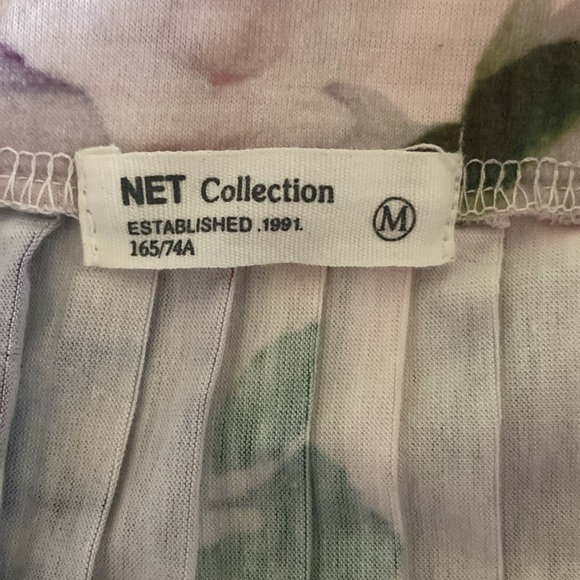 NET Collection
ESTABLISHED .1991.
165/74A
M